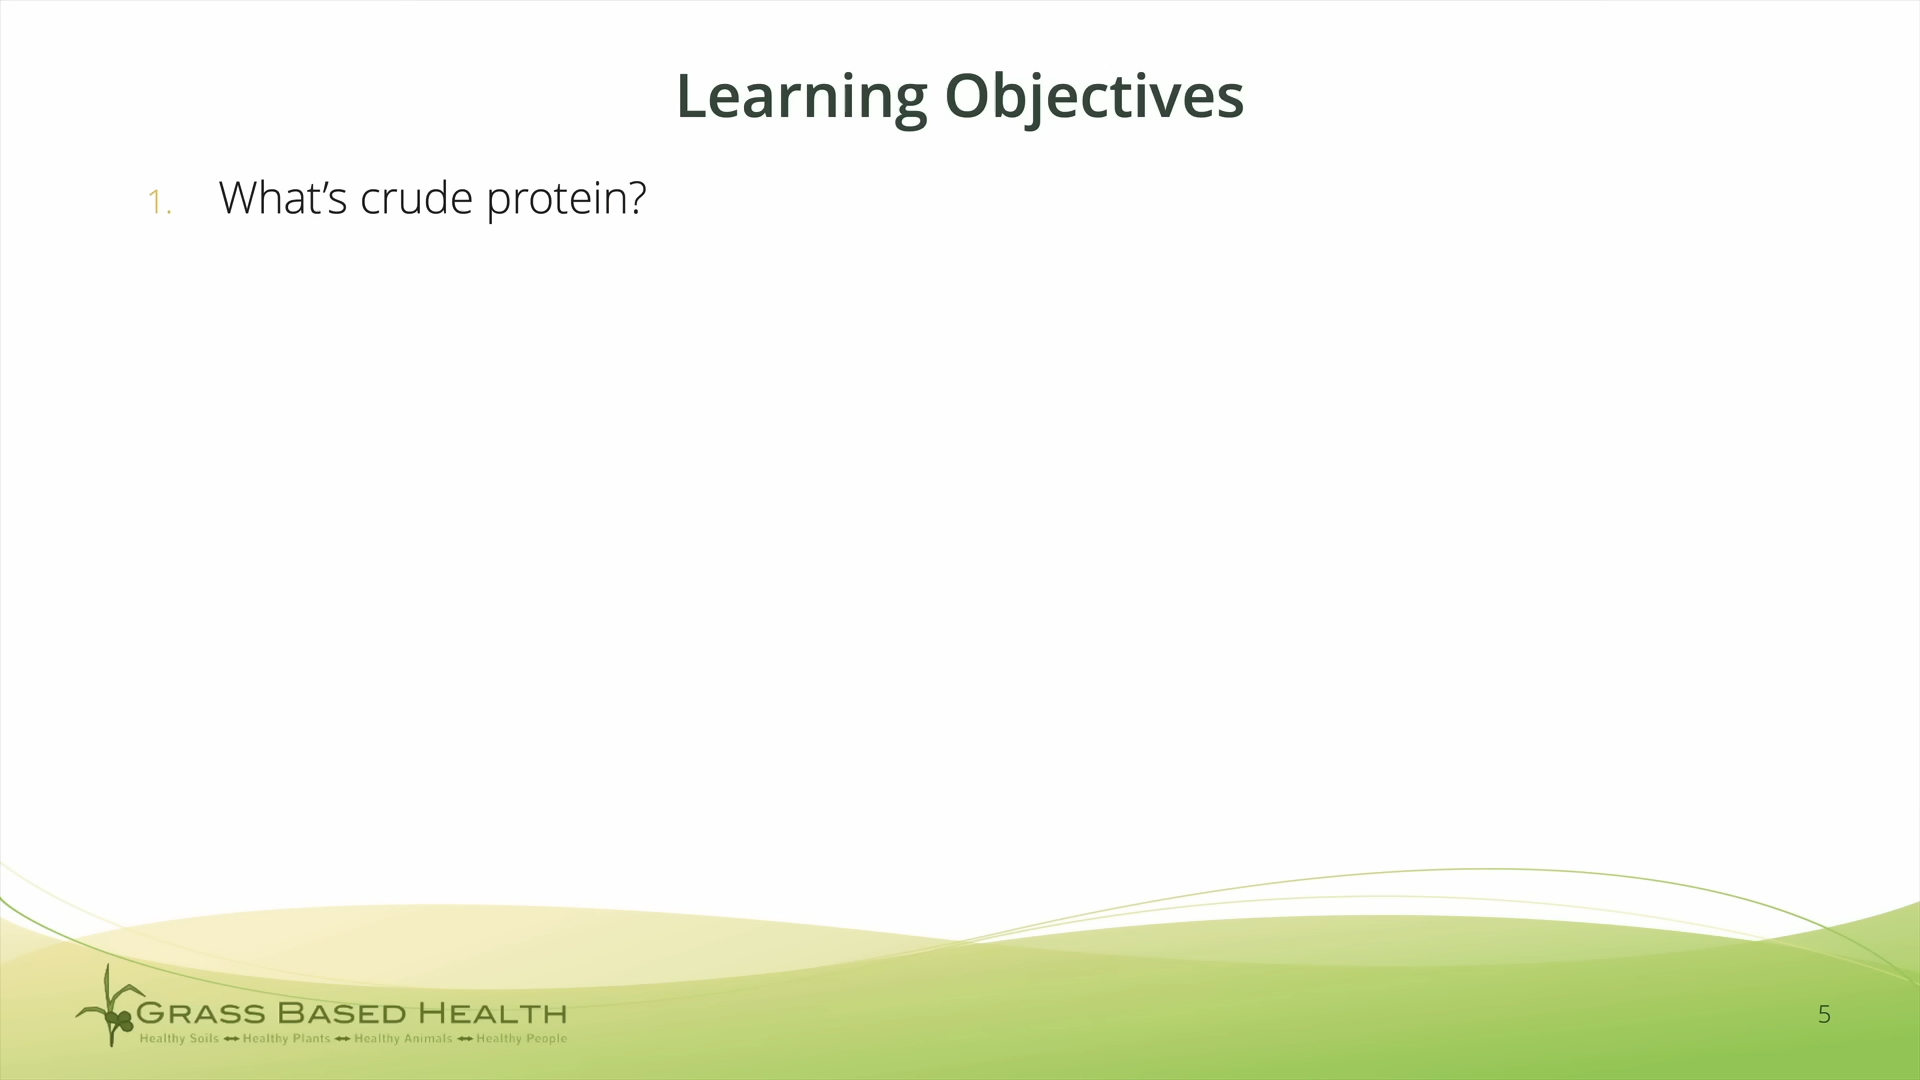 Learning Objectives
1. What’s crude protein?
GRASS BASED HEALTH
Healthy Soils ⬌ Healthy Plants ⬌ Healthy Animals ⬌ Healthy People
5